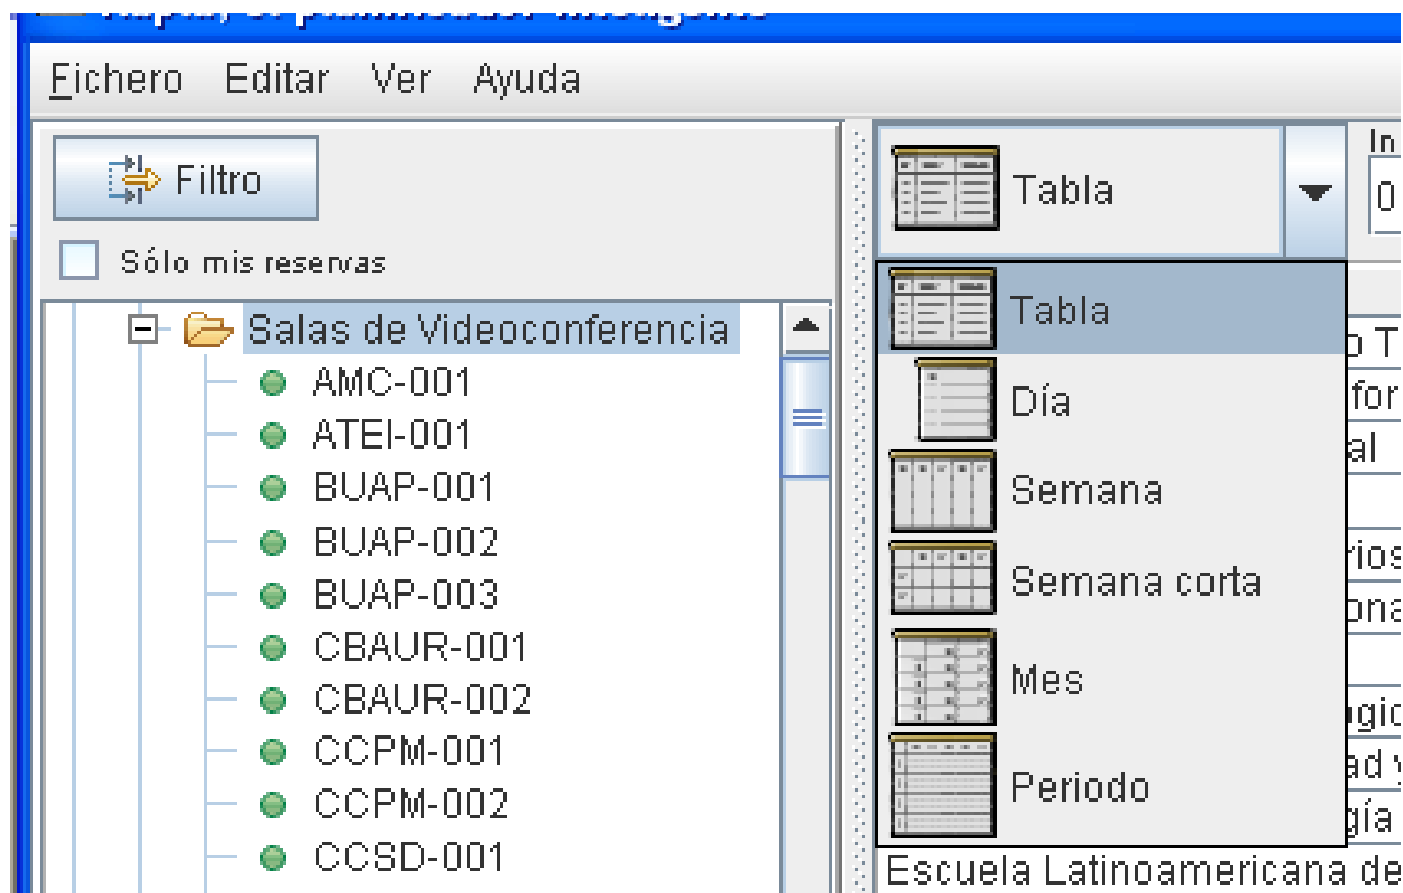 Fichero Editar Ver Ayuda
Filtro
Sólo mis reservas
Salas de Videoconferencia
AMC-001
ATEI-001
BUAP-001
BUAP-002
BUAP-003
CBAUR-001
CBAUR-002
CCPM-001
CCPM-002
CCSD-001
Tabla
In
0
Tabla
Día
Semana
Semana corta
Mes
Periodo
Escuela Latinoamericana de